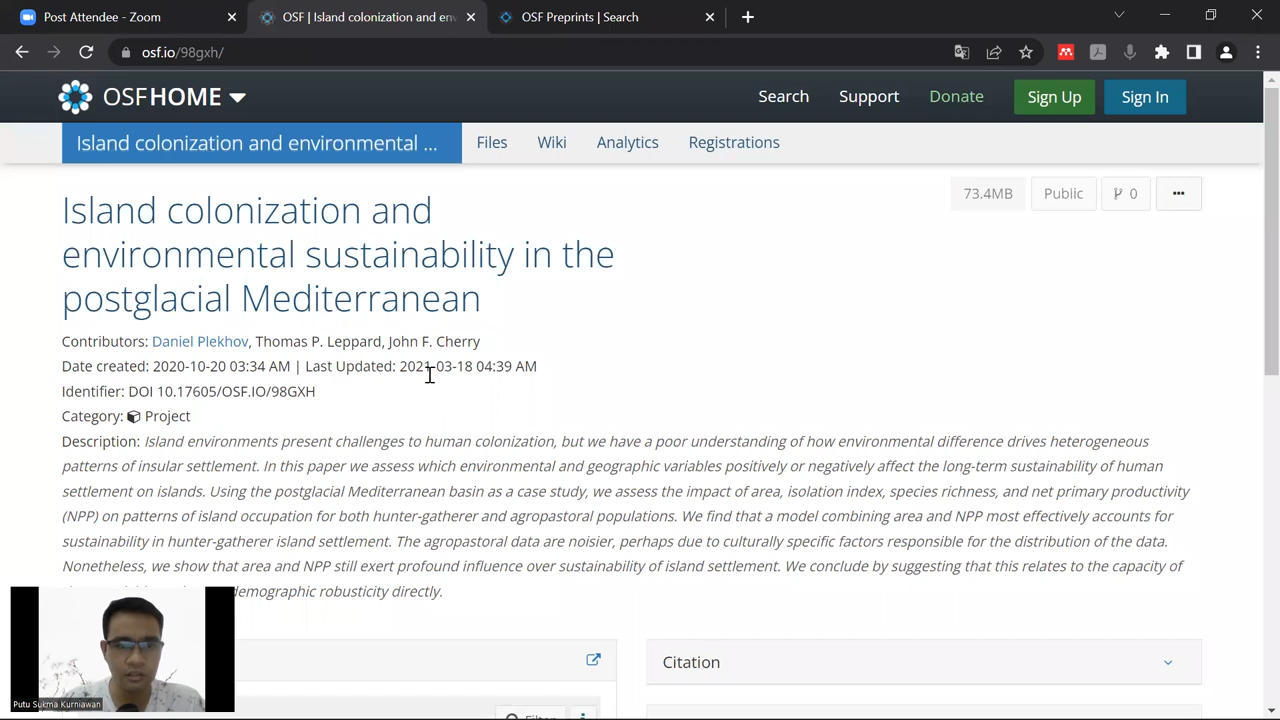 Post Attendee - Zoom
OSF | Island colonization and env
OSF Preprints | Search
osf.io/98gxh/
OSFHOME
Search
Support
Donate
Sign Up
Sign In
Island colonization and environmental ...
Files
Wiki
Analytics
Registrations
73.4MB
Public
0
Island colonization and
environmental sustainability in the
postglacial Mediterranean
Contributors: Daniel Plekhov, Thomas P. Leppard, John F. Cherry
Date created: 2020-10-20 03:34 AM | Last Updated: 2021-03-18 04:39 AM
Identifier: DOI 10.17605/OSF.IO/98GXH
Category: Project
Description: Island environments present challenges to human colonization, but we have a poor understanding of how environmental difference drives heterogeneous
patterns of insular settlement. In this paper we assess which environmental and geographic variables positively or negatively affect the long-term sustainability of human
settlement on islands. Using the postglacial Mediterranean basin as a case study, we assess the impact of area, isolation index, species richness, and net primary productivity
(NPP) on patterns of island occupation for both hunter-gatherer and agropastoral populations. We find that a model combining area and NPP most effectively accounts for
sustainability in hunter-gatherer island settlement. The agropastoral data are noisier, perhaps due to culturally specific factors responsible for the distribution of the data.
Nonetheless, we show that area and NPP still exert profound influence over sustainability of island settlement. We conclude by suggesting that this relates to the capacity of
demographic robusticity directly.
Citation
Filter
Putu Sukma Kurniawan